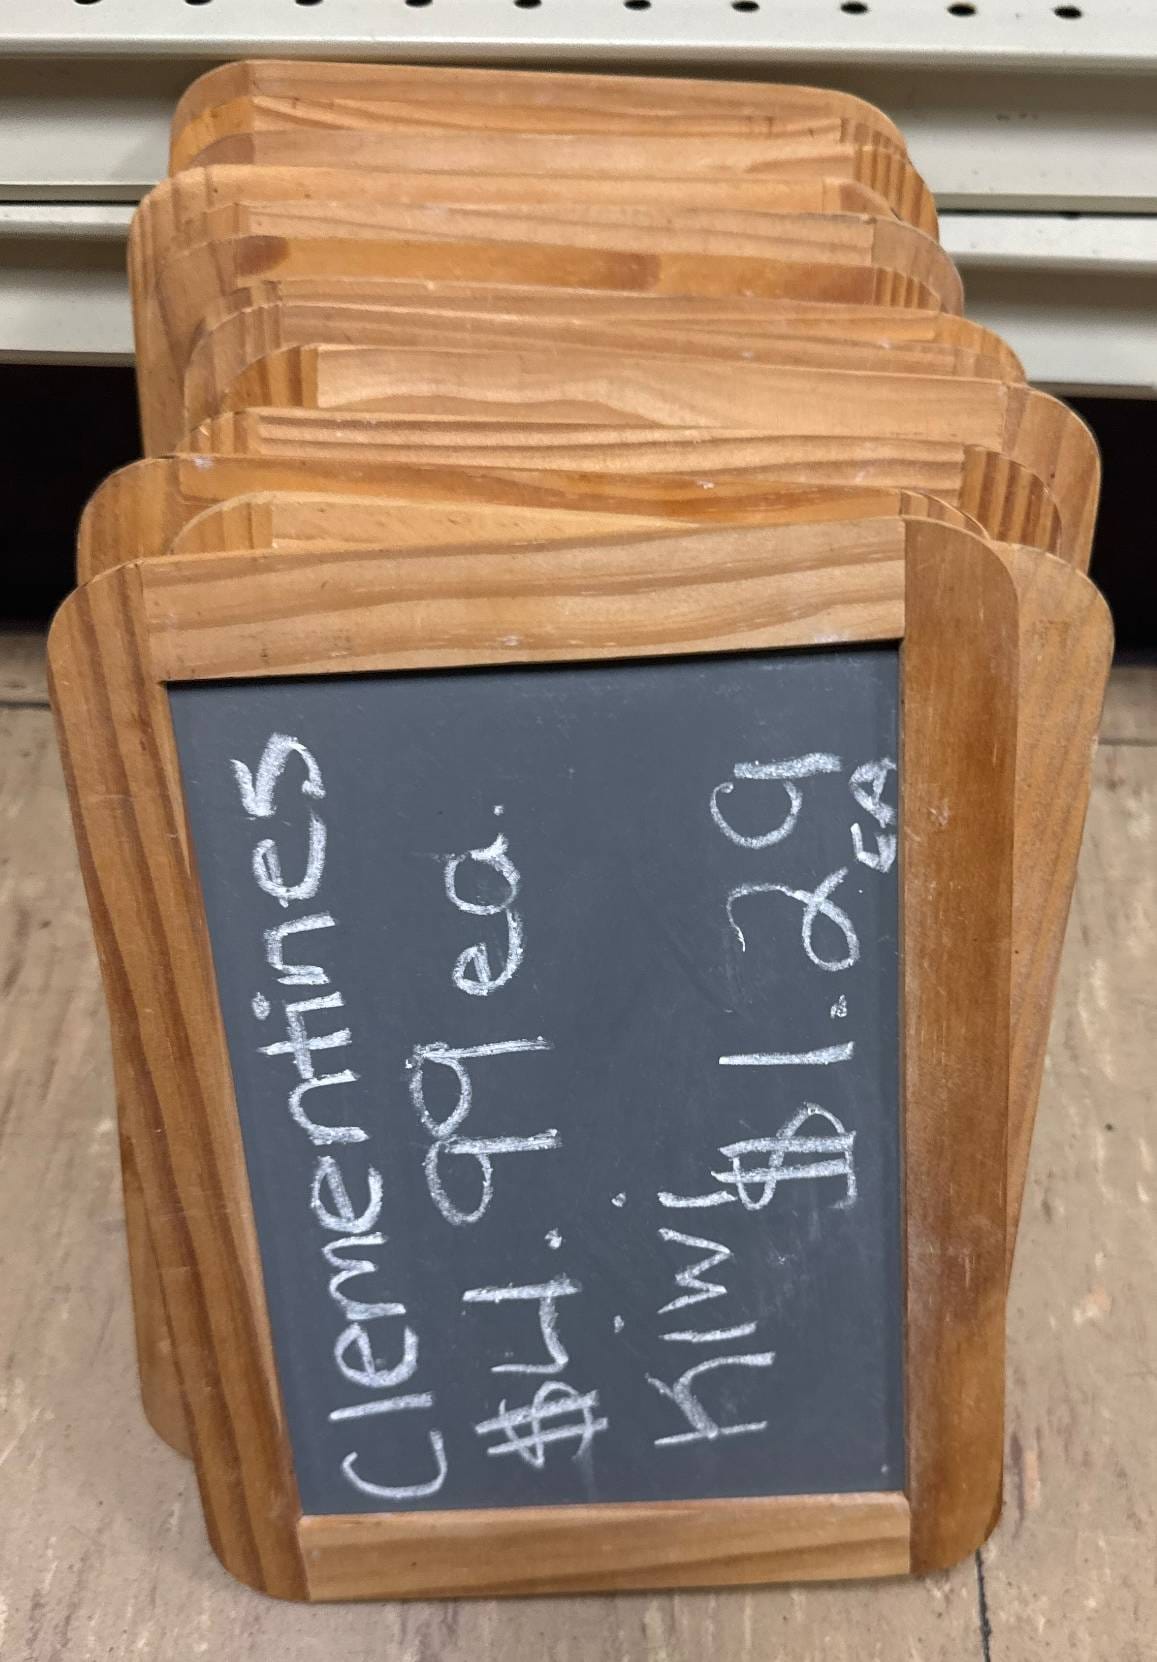 Clementines
$4.99 ea.
Kiwi
$1.29 EA